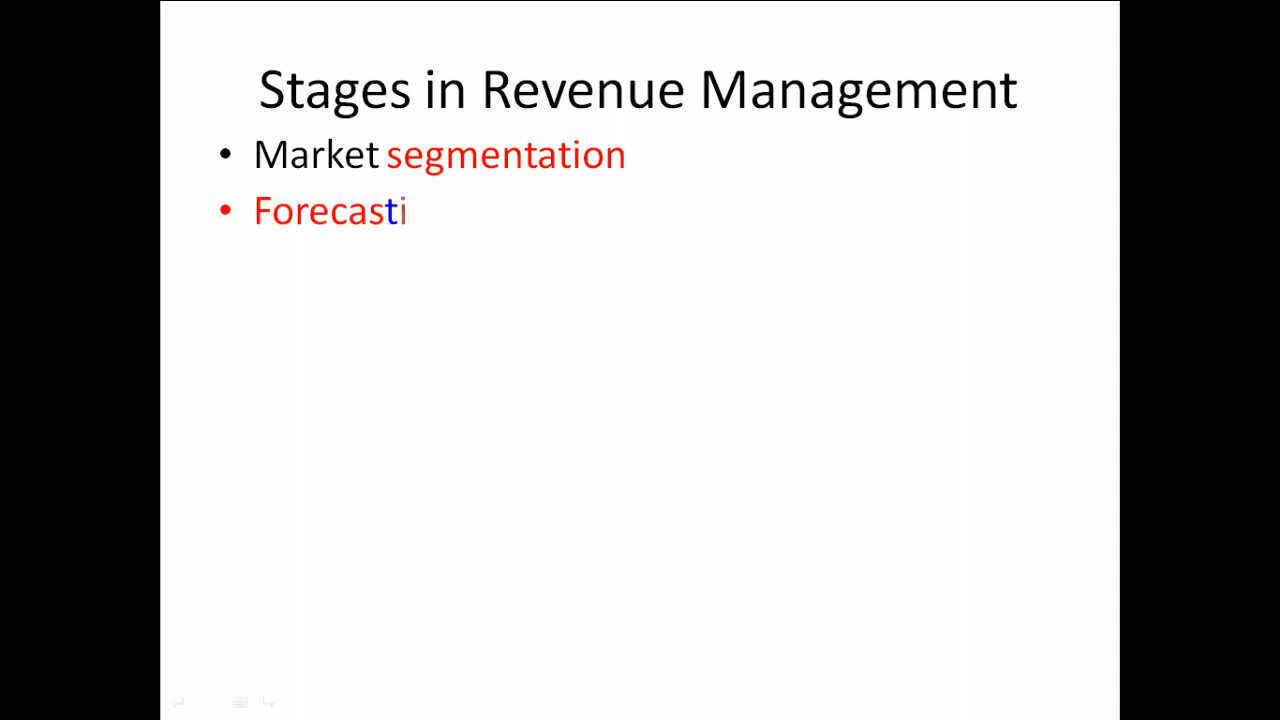 Stages in Revenue Management
• Market segmentation
• Forecasti